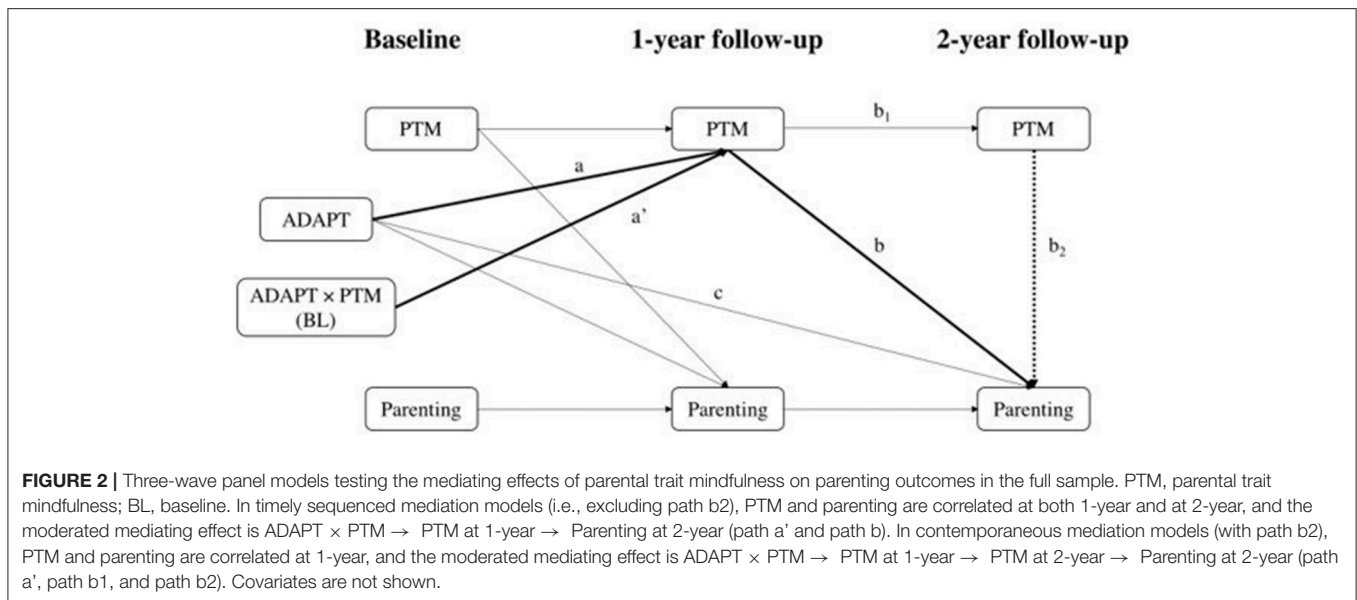 Baseline 1-year follow-up 2-year follow-up
PTM PTM b₁ PTM
a
ADAPT a' b b₂
ADAPT × PTM
(BL)
c
Parenting Parenting Parenting
FIGURE 2 | Three-wave panel models testing the mediating effects of parental trait mindfulness on parenting outcomes in the full sample. PTM, parental trait
mindfulness; BL, baseline. In timely sequenced mediation models (i.e., excluding path b2), PTM and parenting are correlated at both 1-year and at 2-year, and the
moderated mediating effect is ADAPT × PTM → PTM at 1-year → Parenting at 2-year (path a' and path b). In contemporaneous mediation models (with path b2),
PTM and parenting are correlated at 1-year, and the moderated mediating effect is ADAPT × PTM → PTM at 1-year → PTM at 2-year → Parenting at 2-year (path
a', path b1, and path b2). Covariates are not shown.